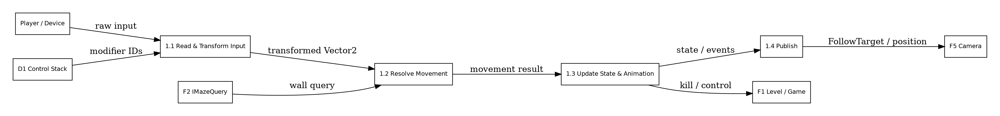 Player / Device
raw input
D1 Control Stack
modifier IDs
1.1 Read & Transform Input
transformed Vector2
F2 IMazeQuery
wall query
1.2 Resolve Movement
movement result
1.3 Update State & Animation
state / events
kill / control
1.4 Publish
F1 Level / Game
FollowTarget / position
F5 Camera